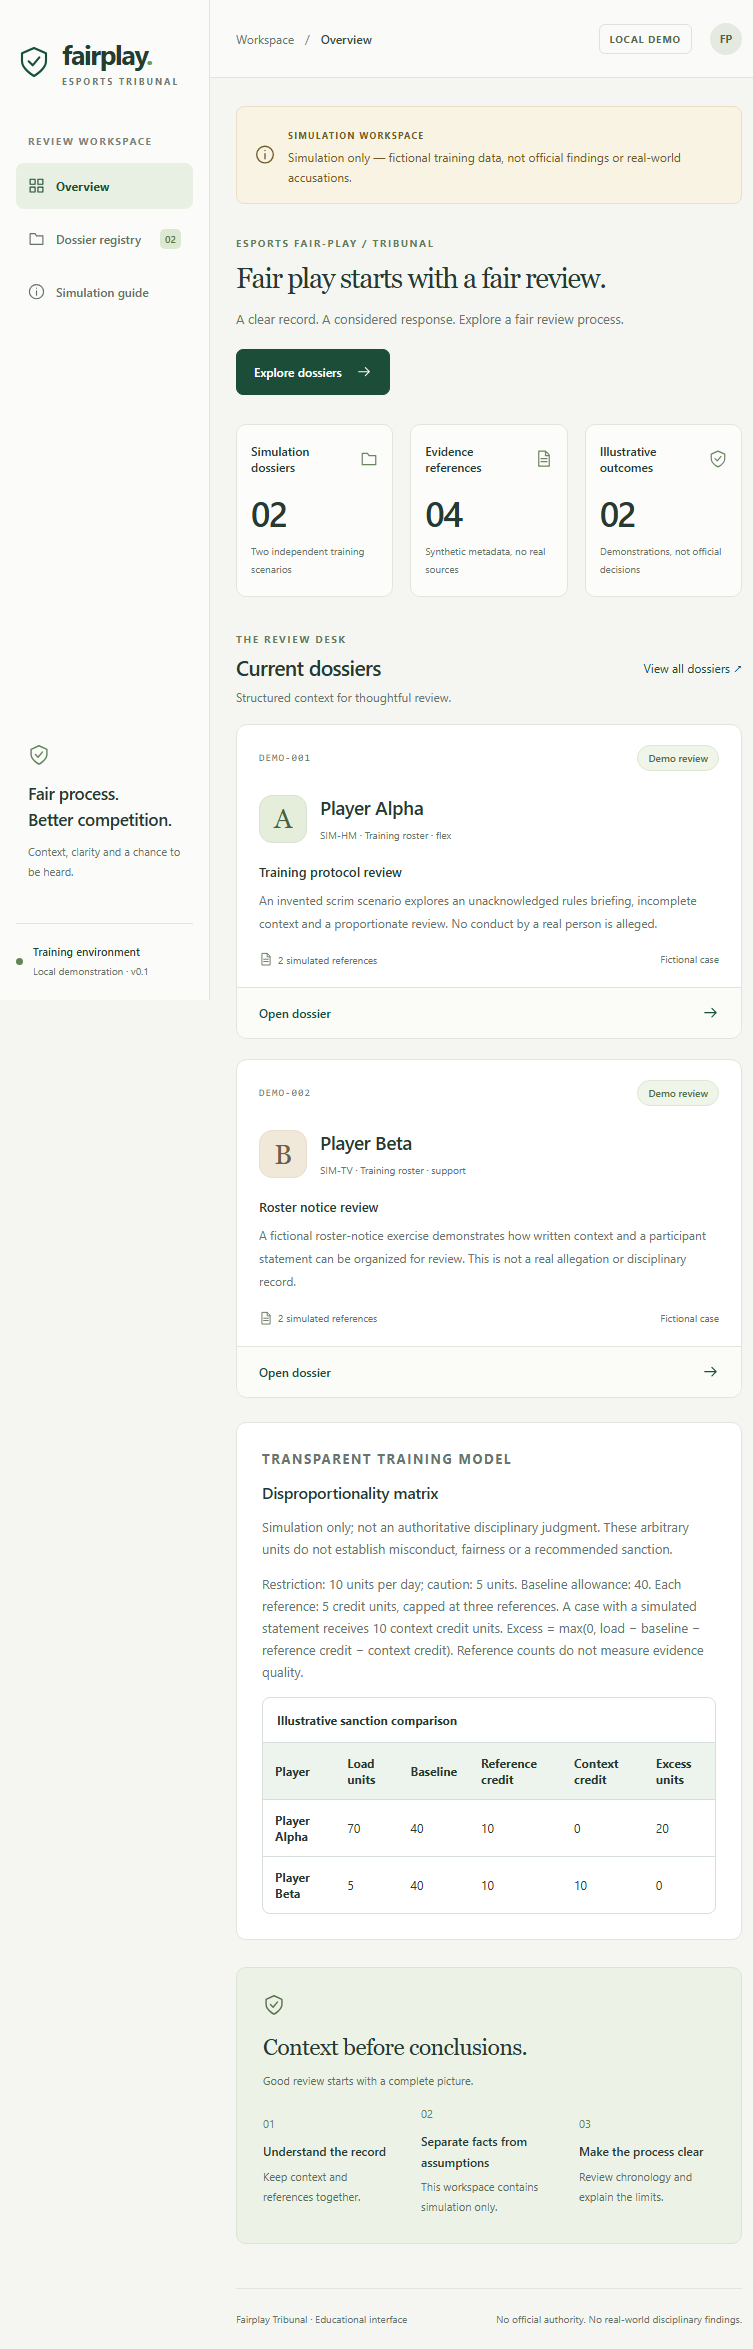 fairplay.
ESPORTS TRIBUNAL
REVIEW WORKSPACE
Overview
Dossier registry 02
Simulation guide
Fair process.
Better competition.
Context, clarity and a chance to
be heard.
Training environment
Local demonstration · v0.1
Workspace / Overview
LOCAL DEMO
FP
SIMULATION WORKSPACE
Simulation only — fictional training data, not official findings or real-world
accusations.
ESPORTS FAIR-PLAY / TRIBUNAL
Fair play starts with a fair review.
A clear record. A considered response. Explore a fair review process.
Explore dossiers →
Simulation
dossiers
02
Two independent training
scenarios
Evidence
references
04
Synthetic metadata, no real
sources
Illustrative
outcomes
02
Demonstrations, not official
decisions
THE REVIEW DESK
Current dossiers
View all dossiers ↗
Structured context for thoughtful review.
DEMO-001
Demo review
A
Player Alpha
SIM-HM · Training roster · flex
Training protocol review
An invented scrim scenario explores an unacknowledged rules briefing, incomplete
context and a proportionate review. No conduct by a real person is alleged.
2 simulated references
Fictional case
Open dossier →
DEMO-002
Demo review
B
Player Beta
SIM-TV · Training roster · support
Roster notice review
A fictional roster-notice exercise demonstrates how written context and a participant
statement can be organized for review. This is not a real allegation or disciplinary
record.
2 simulated references
Fictional case
Open dossier →
TRANSPARENT TRAINING MODEL
Disproportionality matrix
Simulation only; not an authoritative disciplinary judgment. These arbitrary
units do not establish misconduct, fairness or a recommended sanction.
Restriction: 10 units per day; caution: 5 units. Baseline allowance: 40. Each
reference: 5 credit units, capped at three references. A case with a simulated
statement receives 10 context credit units. Excess = max(0, load − baseline −
reference credit − context credit). Reference counts do not measure evidence
quality.
Illustrative sanction comparison
Player Load units Baseline Reference credit Context credit Excess units
Player Alpha 70 40 10 0 20
Player Beta 5 40 10 10 0
Context before conclusions.
Good review starts with a complete picture.
01
Understand the record
Keep context and
references together.
02
Separate facts from
assumptions
This workspace contains
simulation only.
03
Make the process clear
Review chronology and
explain the limits.
Fairplay Tribunal · Educational interface
No official authority. No real-world disciplinary findings.